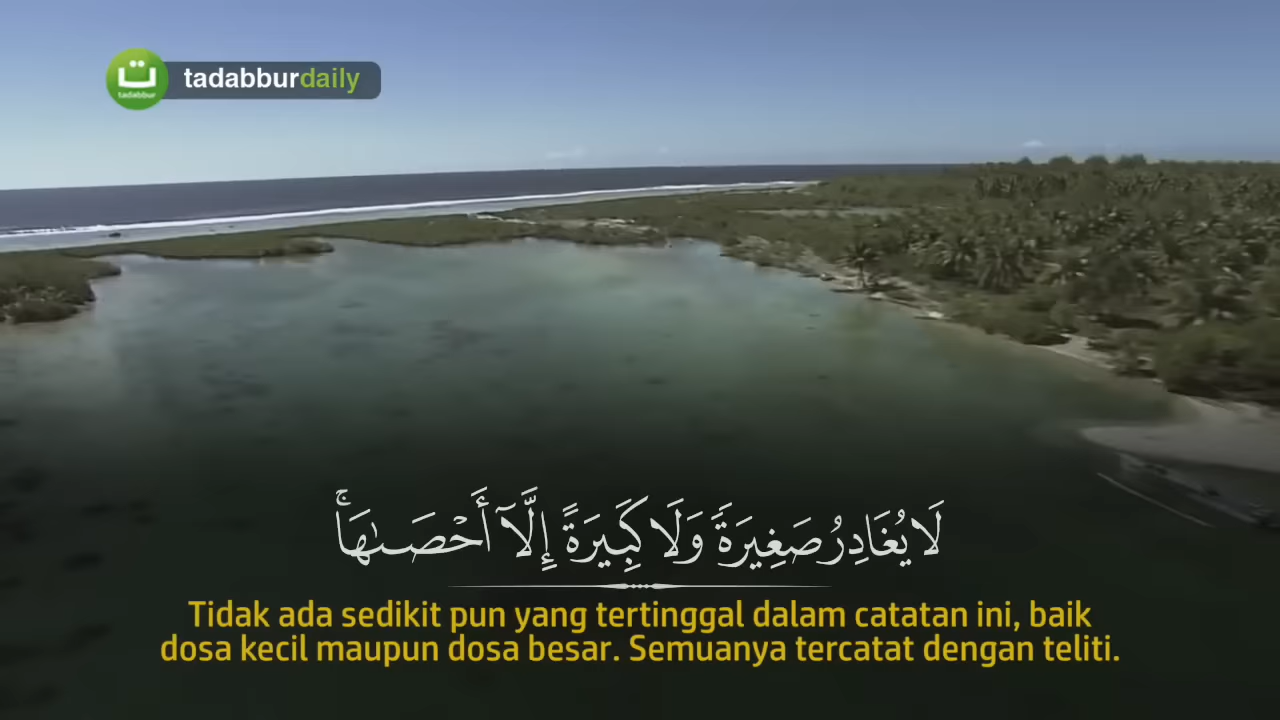 ت
tadabbur
tadabburdaily
لَا يُغَادِرُ صَغِيرَةً وَلَا كَبِيرَةً إِلَّآ أَحْصَىٰهَا ۚ
Tidak ada sedikit pun yang tertinggal dalam catatan ini, baik
dosa kecil maupun dosa besar. Semuanya tercatat dengan teliti.